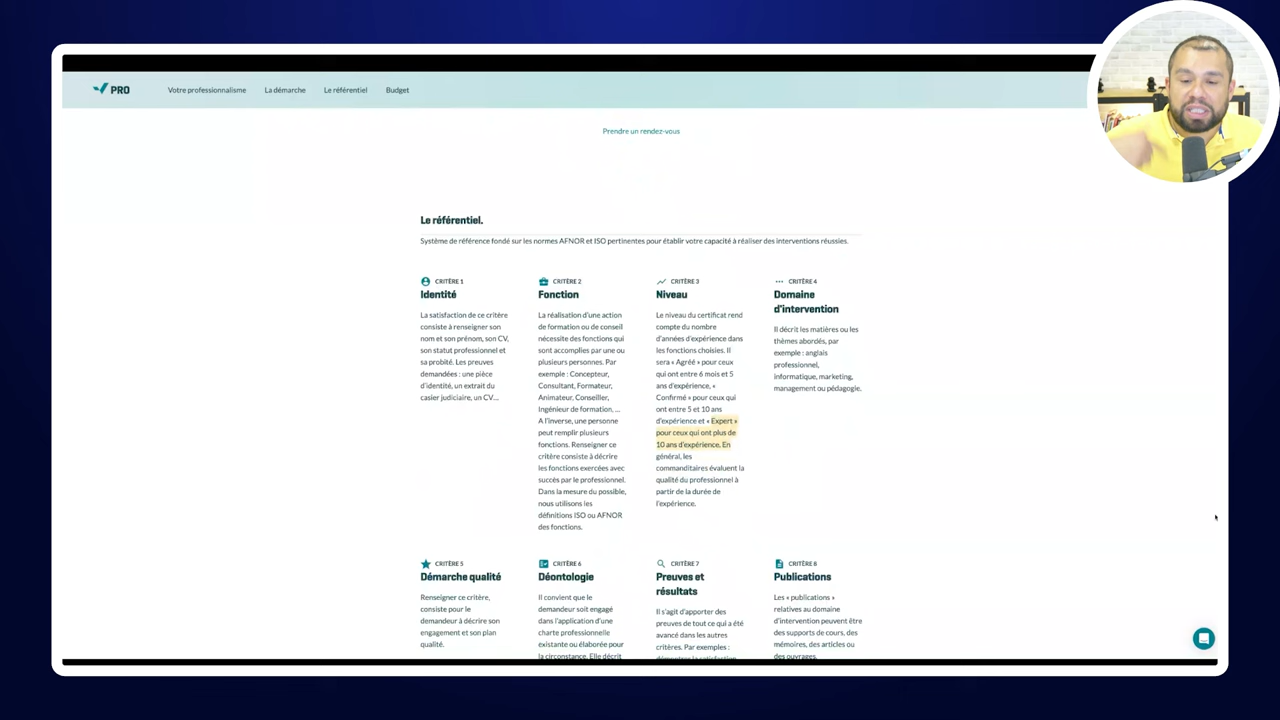 PRO
Votre professionnalisme
La démarche
Le référentiel
Budget
Prendre un rendez-vous
Le référentiel.
Système de référence fondé sur les normes AFNOR et ISO pertinentes pour établir votre capacité à réaliser des interventions réussies.
CRITÈRE 1
Identité
La satisfaction de ce critère
consiste à renseigner son
nom et son prénom, son CV,
son statut professionnel et
sa probité. Les preuves
demandées : une pièce
d'identité, un extrait du
casier judiciaire, un CV...
CRITÈRE 2
Fonction
La réalisation d'une action
de formation ou de conseil
nécessite des fonctions qui
sont accomplies par une ou
plusieurs personnes. Par
exemple : Concepteur,
Consultant, Formateur,
Animateur, Conseiller,
Ingénieur de formation, ...
A l'inverse, une personne
peut remplir plusieurs
fonctions. Renseigner ce
critère consiste à décrire
les fonctions exercées avec
succès par le professionnel.
Dans la mesure du possible,
nous utilisons les
définitions ISO ou AFNOR
des fonctions.
CRITÈRE 3
Niveau
Le niveau du certificat rend
compte du nombre
d'années d'expérience dans
les fonctions choisies. Il
sera « Agréé » pour ceux
qui ont entre 6 mois et 5
ans d'expérience, «
Confirmé » pour ceux qui
ont entre 5 et 10 ans
d'expérience et « Expert »
pour ceux qui ont plus de
10 ans d'expérience. En
général, les
commanditaires évaluent la
qualité du professionnel à
partir de la durée de
l'expérience.
CRITÈRE 4
Domaine
d'intervention
Il décrit les matières ou les
thèmes abordés, par
exemple : anglais
professionnel,
informatique, marketing,
management ou pédagogie.
CRITÈRE 5
Démarche qualité
Renseigner ce critère,
consiste pour le
demandeur à décrire son
engagement et son plan
qualité.
CRITÈRE 6
Déontologie
Il convient que le
demandeur soit engagé
dans l'application d'une
charte professionnelle
existante ou élaborée pour
la circonstance. Elle décrit
CRITÈRE 7
Preuves et
résultats
Il s'agit d'apporter des
preuves de tout ce qui a été
avancé dans les autres
critères. Par exemples :
démontrer la satisfaction
CRITÈRE 8
Publications
Les « publications »
relatives au domaine
d'intervention peuvent être
des supports de cours, des
mémoires, des articles ou
des ouvrages.